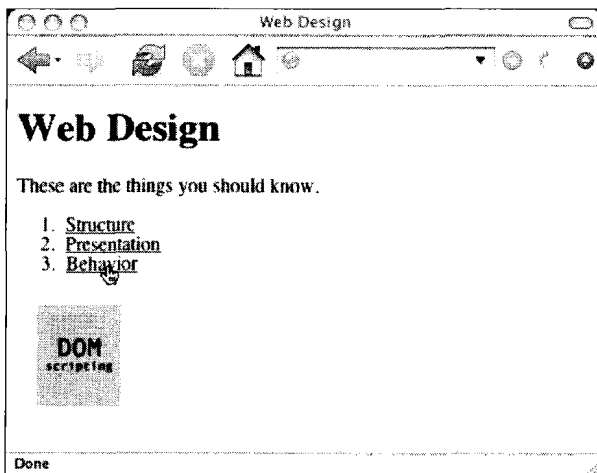 Web Design
Web Design
These are the things you should know.
1. Structure
2. Presentation
3. Behavior
DOM
scripting
Done